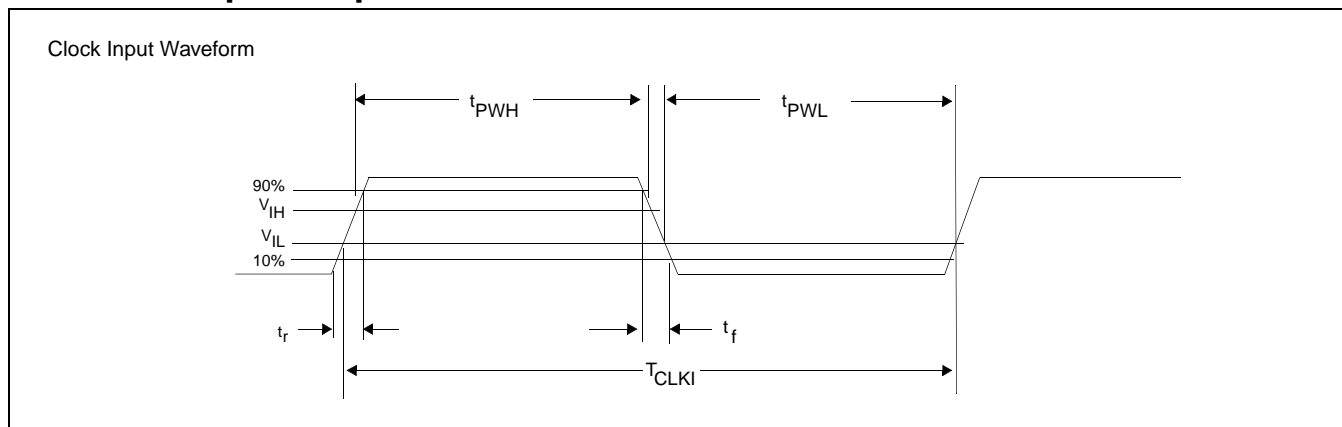 Clock Input Waveform
tPWH
tPWL
90%
VIH
VIL
10%
tr
tf
TCLKI